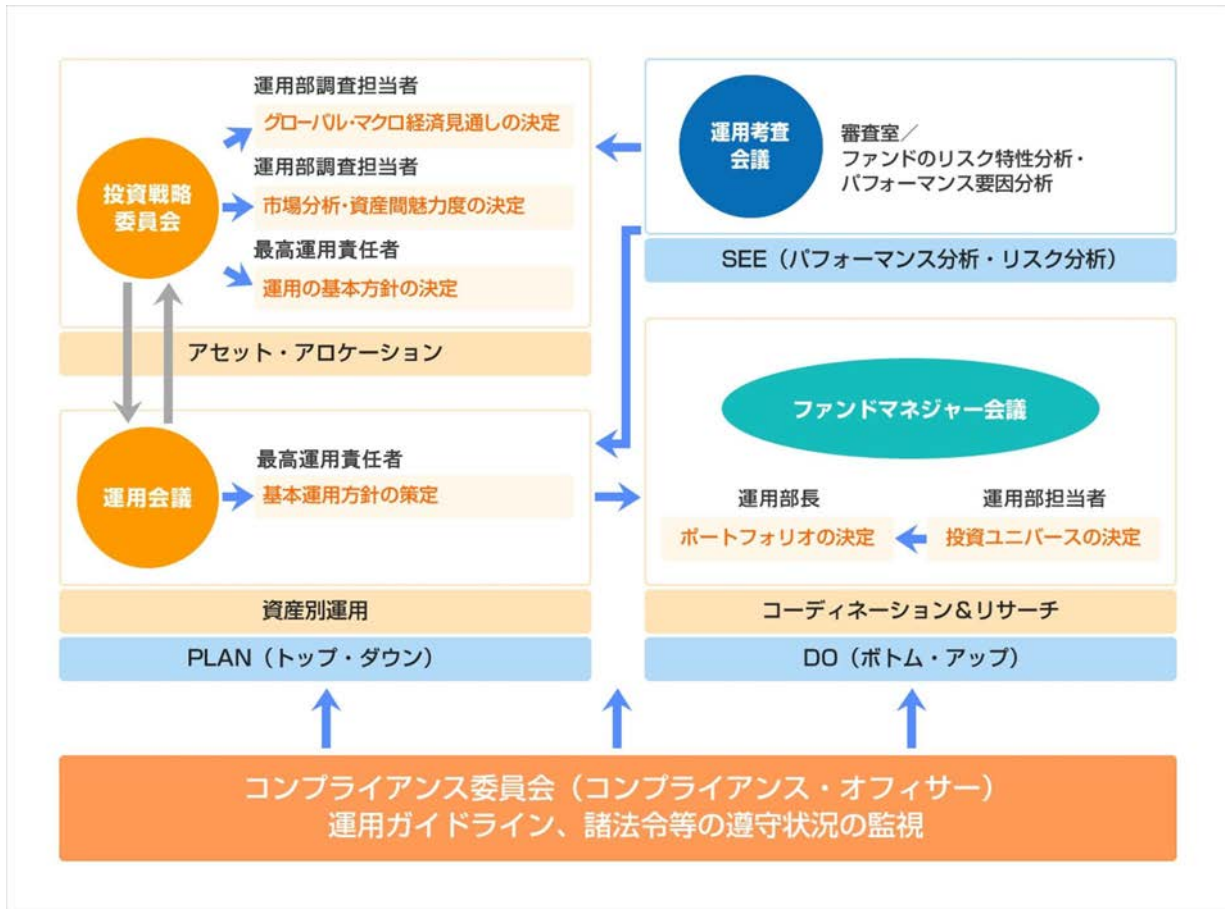 投資戦略
委員会
運用部調査担当者
グローバル・マクロ経済見通しの決定
運用部調査担当者
市場分析・資産間魅力度の決定
最高運用責任者
運用の基本方針の決定
アセット・アロケーション
運用会議
最高運用責任者
基本運用方針の策定
資産別運用
PLAN（トップ・ダウン）
運用考査
会議
審査室／
ファンドのリスク特性分析・
パフォーマンス要因分析
SEE（パフォーマンス分析・リスク分析）
ファンドマネジャー会議
運用部長
ポートフォリオの決定
運用部担当者
投資ユニバースの決定
コーディネーション＆リサーチ
DO（ボトム・アップ）
コンプライアンス委員会（コンプライアンス・オフィサー）
運用ガイドライン、諸法令等の遵守状況の監視